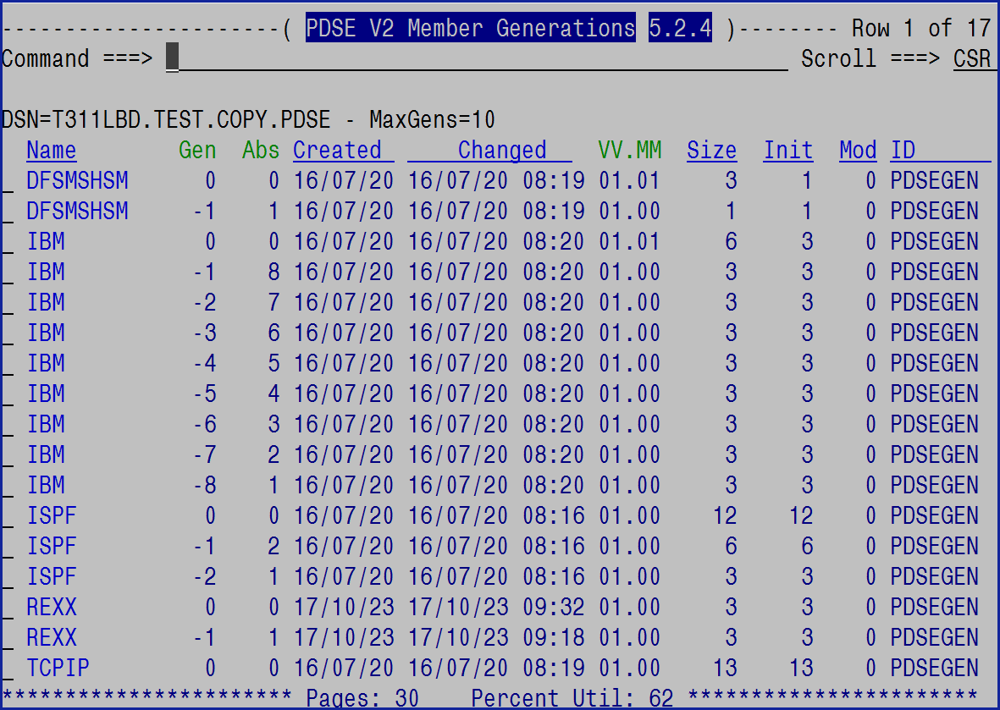 ----------------------( PDSE V2 Member Generations 5.2.4 )-------- Row 1 of 17
Command ===> Scroll ===> CSR
DSN=T311LBD.TEST.COPY.PDSE - MaxGens=10
Name Gen Abs Created Changed VV.MM Size Init Mod ID
_ DFSMSHSM 0 0 16/07/20 16/07/20 08:19 01.01 3 1 0 PDSEGEN
_ DFSMSHSM -1 1 16/07/20 16/07/20 08:19 01.00 1 1 0 PDSEGEN
_ IBM 0 0 16/07/20 16/07/20 08:20 01.01 6 3 0 PDSEGEN
_ IBM -1 8 16/07/20 16/07/20 08:20 01.00 3 3 0 PDSEGEN
_ IBM -2 7 16/07/20 16/07/20 08:20 01.00 3 3 0 PDSEGEN
_ IBM -3 6 16/07/20 16/07/20 08:20 01.00 3 3 0 PDSEGEN
_ IBM -4 5 16/07/20 16/07/20 08:20 01.00 3 3 0 PDSEGEN
_ IBM -5 4 16/07/20 16/07/20 08:20 01.00 3 3 0 PDSEGEN
_ IBM -6 3 16/07/20 16/07/20 08:20 01.00 3 3 0 PDSEGEN
_ IBM -7 2 16/07/20 16/07/20 08:20 01.00 3 3 0 PDSEGEN
_ IBM -8 1 16/07/20 16/07/20 08:20 01.00 3 3 0 PDSEGEN
_ ISPF 0 0 16/07/20 16/07/20 08:16 01.00 12 12 0 PDSEGEN
_ ISPF -1 2 16/07/20 16/07/20 08:16 01.00 6 6 0 PDSEGEN
_ ISPF -2 1 16/07/20 16/07/20 08:16 01.00 3 3 0 PDSEGEN
_ REXX 0 0 17/10/23 17/10/23 09:32 01.00 3 3 0 PDSEGEN
_ REXX -1 1 17/10/23 17/10/23 09:18 01.00 3 3 0 PDSEGEN
_ TCPIP 0 0 16/07/20 16/07/20 08:19 01.00 13 13 0 PDSEGEN
*********************** Pages: 30 Percent Util: 62 ***********************